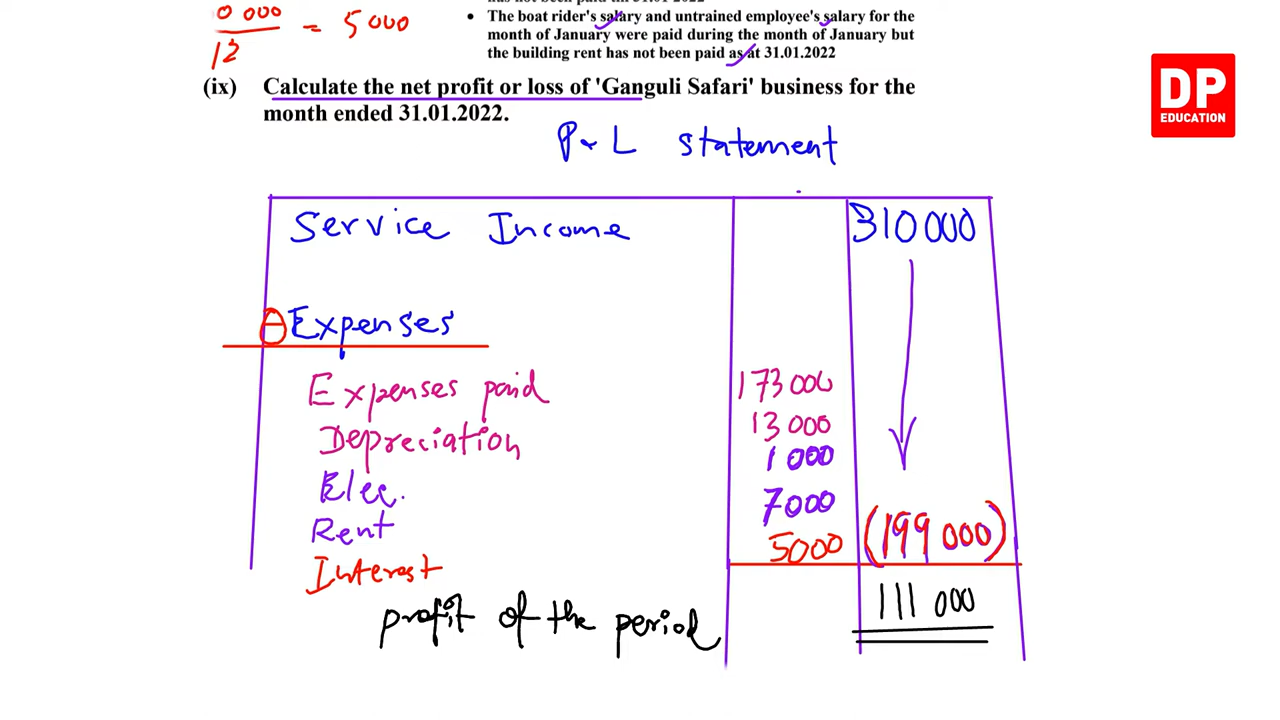 0 000
12
= 5 000
• The boat rider's salary and untrained employee's salary for the
month of January were paid during the month of January but
the building rent has not been paid as at 31.01.2022
(ix) Calculate the net profit or loss of 'Ganguli Safari' business for the
month ended 31.01.2022.
DP
EDUCATION
P & L statement
Service Income 310 000
Expenses
Expenses paid 173 000
Depreciation 13 000
Elec. 1 000
Rent 7000
Interest 5000 (199 000)
profit of the period 111 000